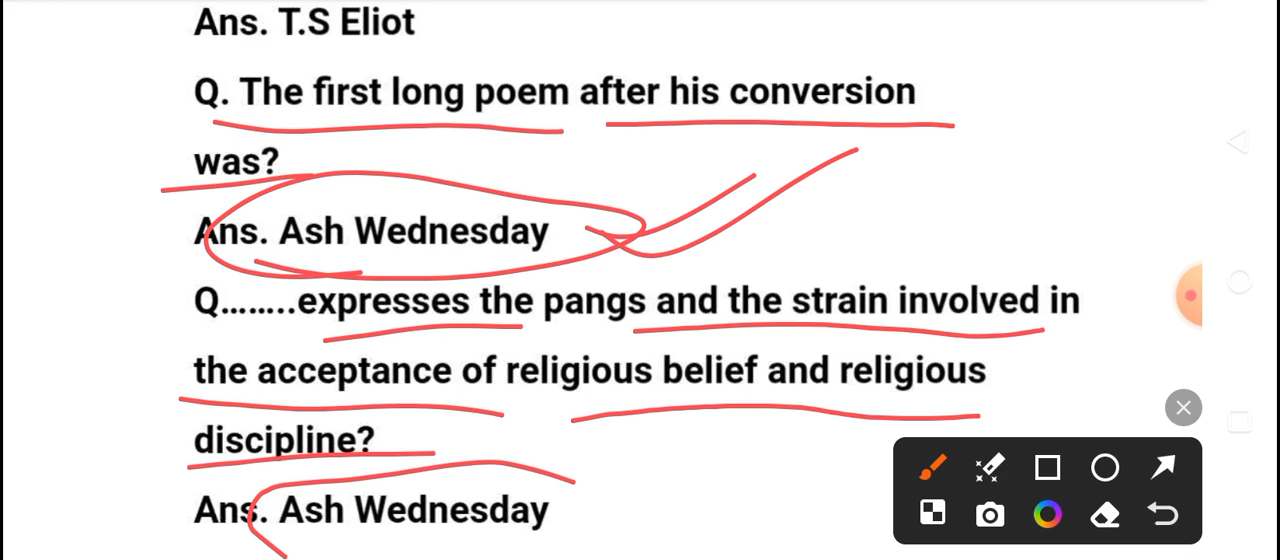 Ans. T.S Eliot
Q. The first long poem after his conversion
was?
Ans. Ash Wednesday
Q........expresses the pangs and the strain involved in
the acceptance of religious belief and religious
discipline?
Ans. Ash Wednesday